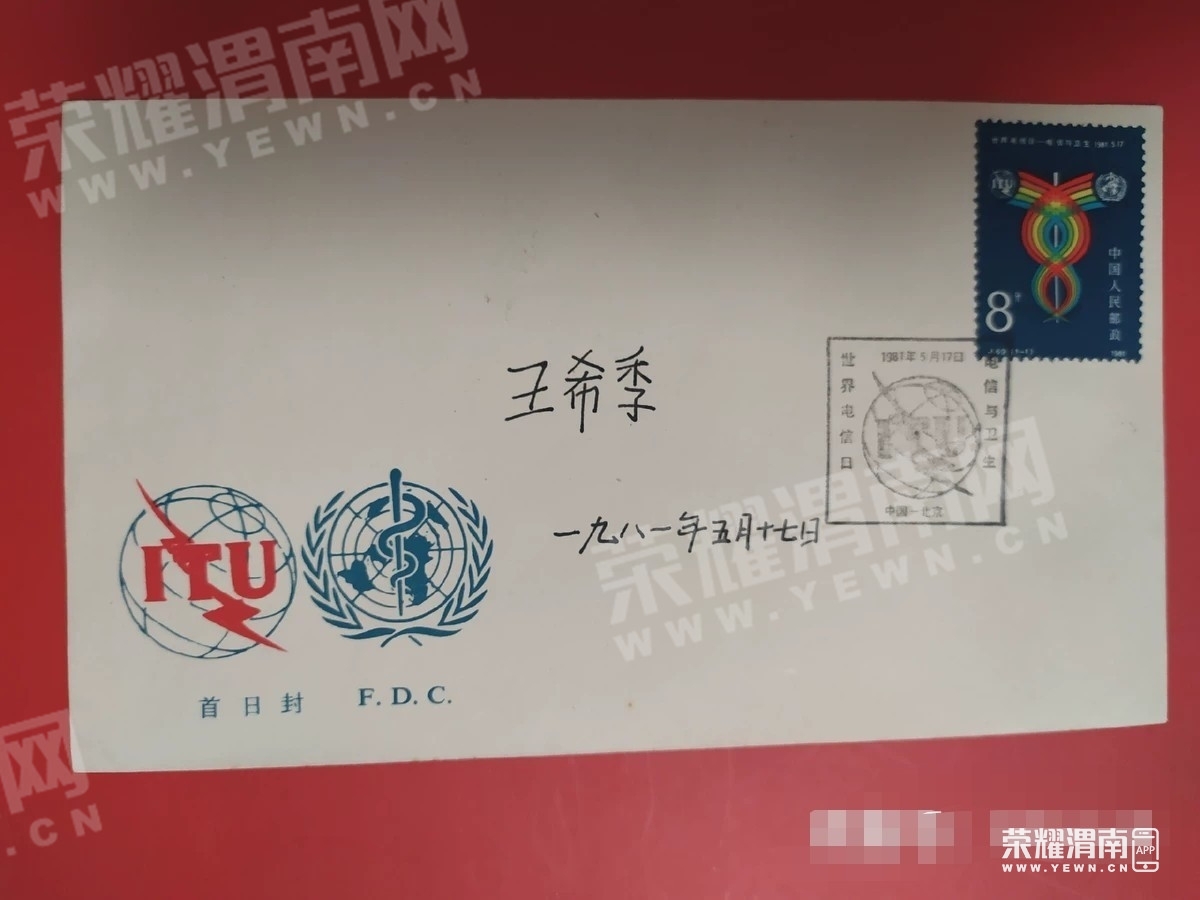 荣耀渭南网
WWW.YEWN.CN
世界电信日—电信与卫生 1981.5.17
ITU
中国人民邮政
8分
J.69.(1-1)
1981
1981年5月17日
世界电信日
电信与卫生
ITU
中国—北京
王希季
一九八一年五月十七日
ITU
首日封 F.D.C.
荣耀渭南网
WWW.YEWN.CN
网
.CN
荣耀渭南
APP
WWW.YEWN.CN